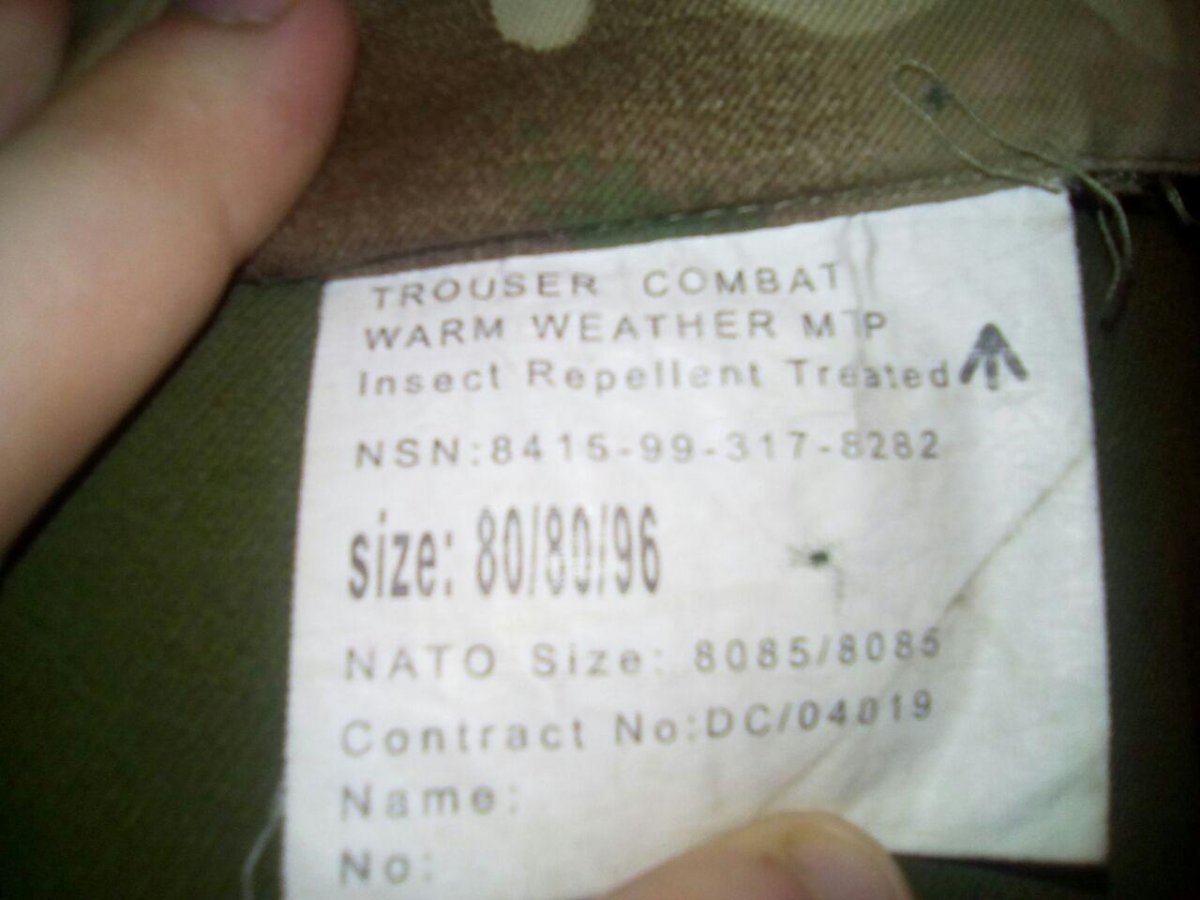 TROUSER COMBAT
WARM WEATHER MTP
Insect Repellent Treated
NSN:8415-99-317-8282
size: 80/80/96
NATO Size: 8085/8085
Contract No:DC/04019
Name:
No: